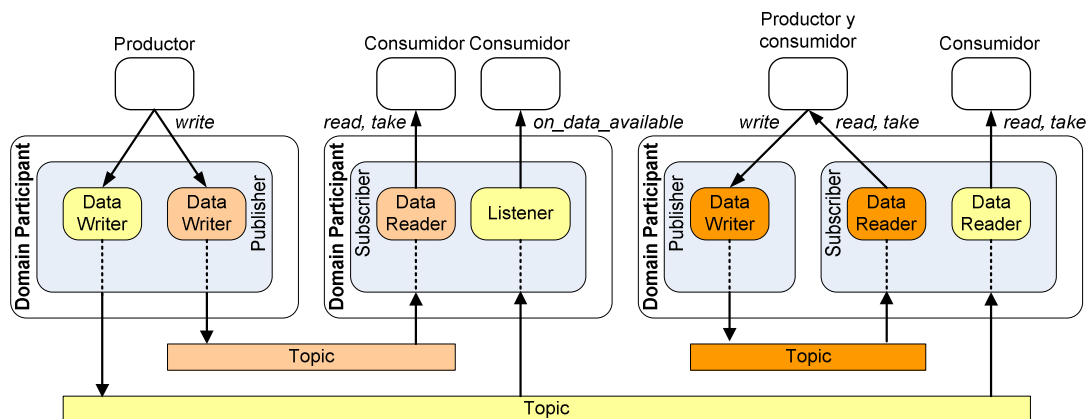 Productor
Consumidor
Consumidor
Productor y
consumidor
Consumidor
write
read, take
on_data_available
write
read, take
read, take
Domain Participant
Data
Writer
Data
Writer
Publisher
Domain Participant
Subscriber
Data
Reader
Listener
Domain Participant
Publisher
Data
Writer
Subscriber
Data
Reader
Data
Reader
Topic
Topic
Topic